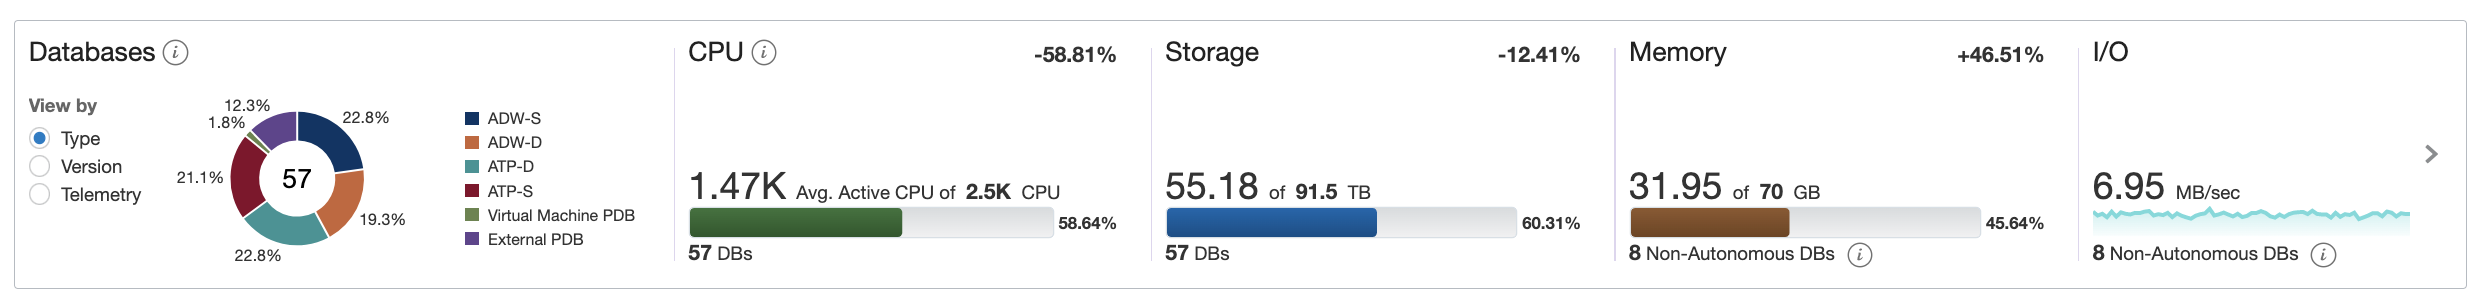 Databases
View by
Type
Version
Telemetry
12.3%
1.8%
22.8%
21.1%
57
19.3%
22.8%
ADW-S
ADW-D
ATP-D
ATP-S
Virtual Machine PDB
External PDB
CPU -58.81%
1.47K Avg. Active CPU of 2.5K CPU
58.64%
57 DBs
Storage -12.41%
55.18 of 91.5 TB
60.31%
57 DBs
Memory +46.51%
31.95 of 70 GB
45.64%
8 Non-Autonomous DBs
I/O
6.95 MB/sec
8 Non-Autonomous DBs